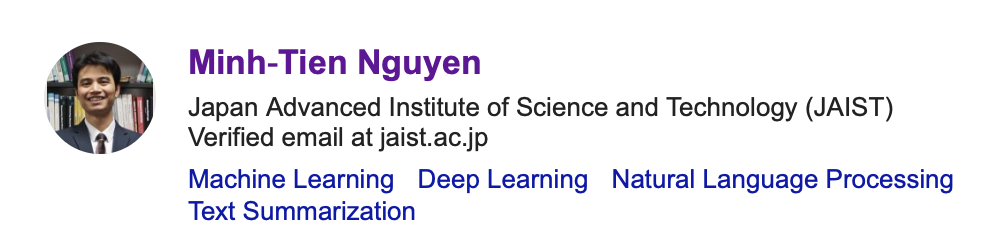 Minh-Tien Nguyen
Japan Advanced Institute of Science and Technology (JAIST)
Verified email at jaist.ac.jp
Machine Learning Deep Learning Natural Language Processing
Text Summarization